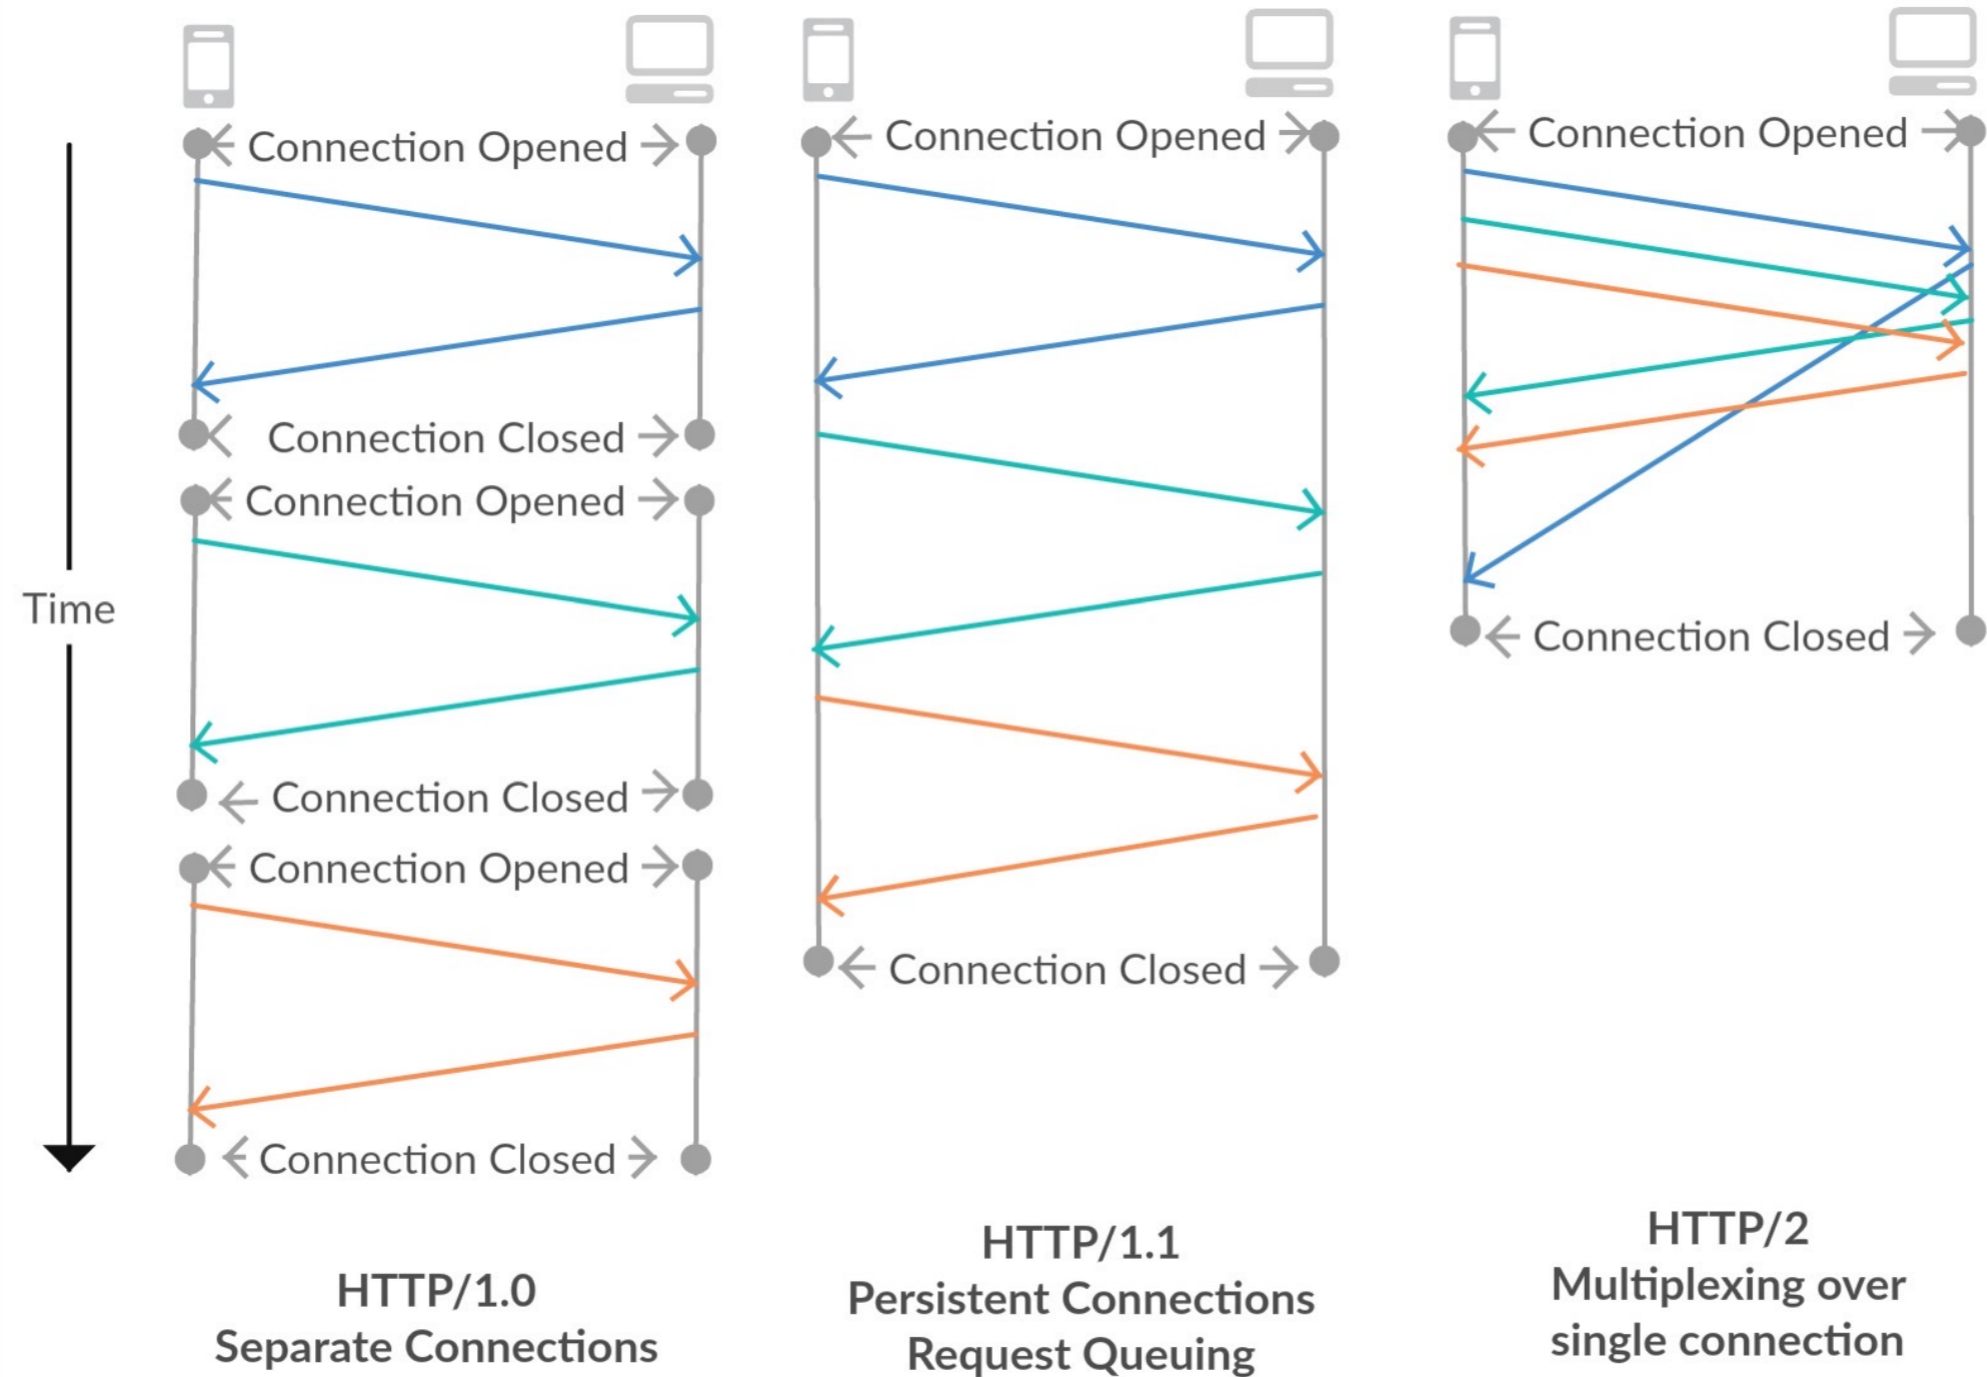 Connection Opened
Connection Closed
Connection Opened
Connection Closed
Connection Opened
Connection Closed
Time
HTTP/1.0
Separate Connections
Connection Opened
Connection Closed
HTTP/1.1
Persistent Connections
Request Queuing
Connection Opened
Connection Closed
HTTP/2
Multiplexing over
single connection